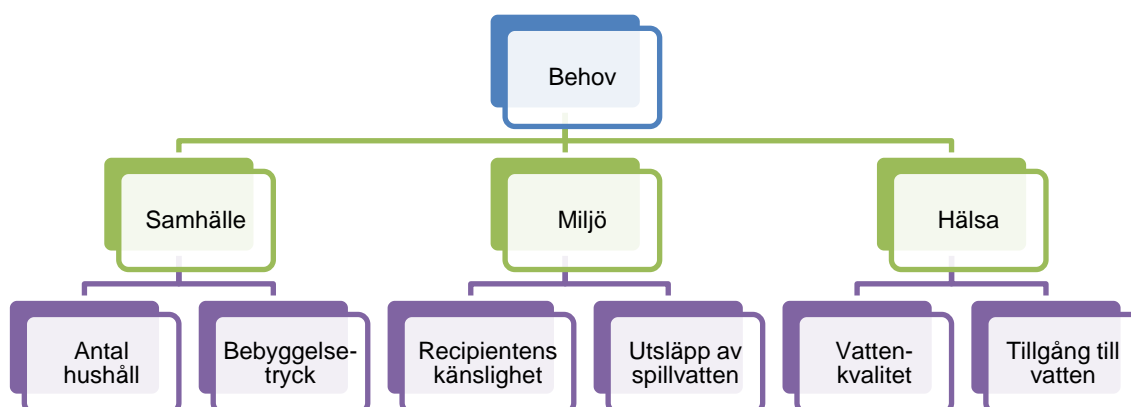 Behov
Samhälle
Miljö
Hälsa
Antal
hushåll
Bebyggelse-
tryck
Recipientens
känslighet
Utsläpp av
spillvatten
Vatten-
kvalitet
Tillgång till
vatten